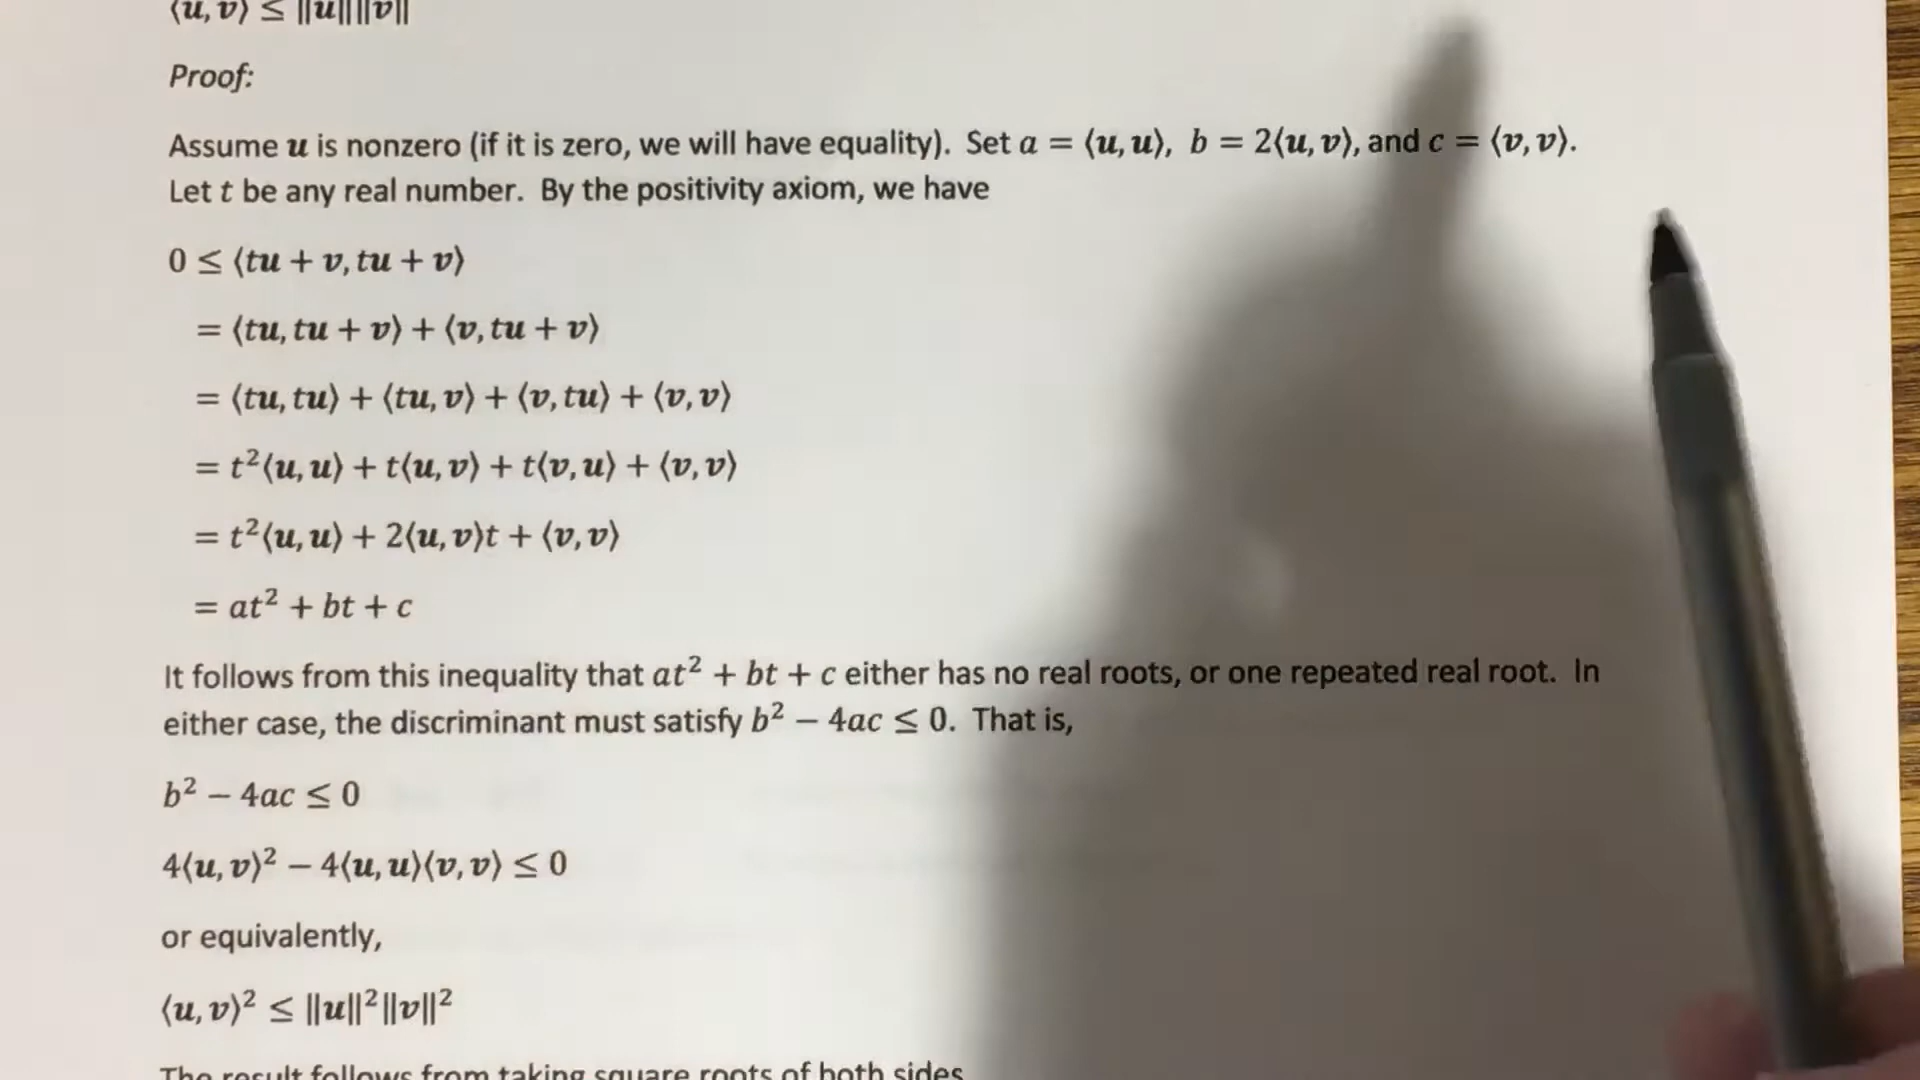 ⟨u, v⟩ ≤ ‖u‖‖v‖
Proof:
Assume u is nonzero (if it is zero, we will have equality). Set a = ⟨u, u⟩, b = 2⟨u, v⟩, and c = ⟨v, v⟩.
Let t be any real number. By the positivity axiom, we have
0 ≤ ⟨tu + v, tu + v⟩
= ⟨tu, tu + v⟩ + ⟨v, tu + v⟩
= ⟨tu, tu⟩ + ⟨tu, v⟩ + ⟨v, tu⟩ + ⟨v, v⟩
= t²⟨u, u⟩ + t⟨u, v⟩ + t⟨v, u⟩ + ⟨v, v⟩
= t²⟨u, u⟩ + 2⟨u, v⟩t + ⟨v, v⟩
= at² + bt + c
It follows from this inequality that at² + bt + c either has no real roots, or one repeated real root. In
either case, the discriminant must satisfy b² − 4ac ≤ 0. That is,
b² − 4ac ≤ 0
4⟨u, v⟩² − 4⟨u, u⟩⟨v, v⟩ ≤ 0
or equivalently,
⟨u, v⟩² ≤ ‖u‖²‖v‖²
The result follows from taking square roots of both sides